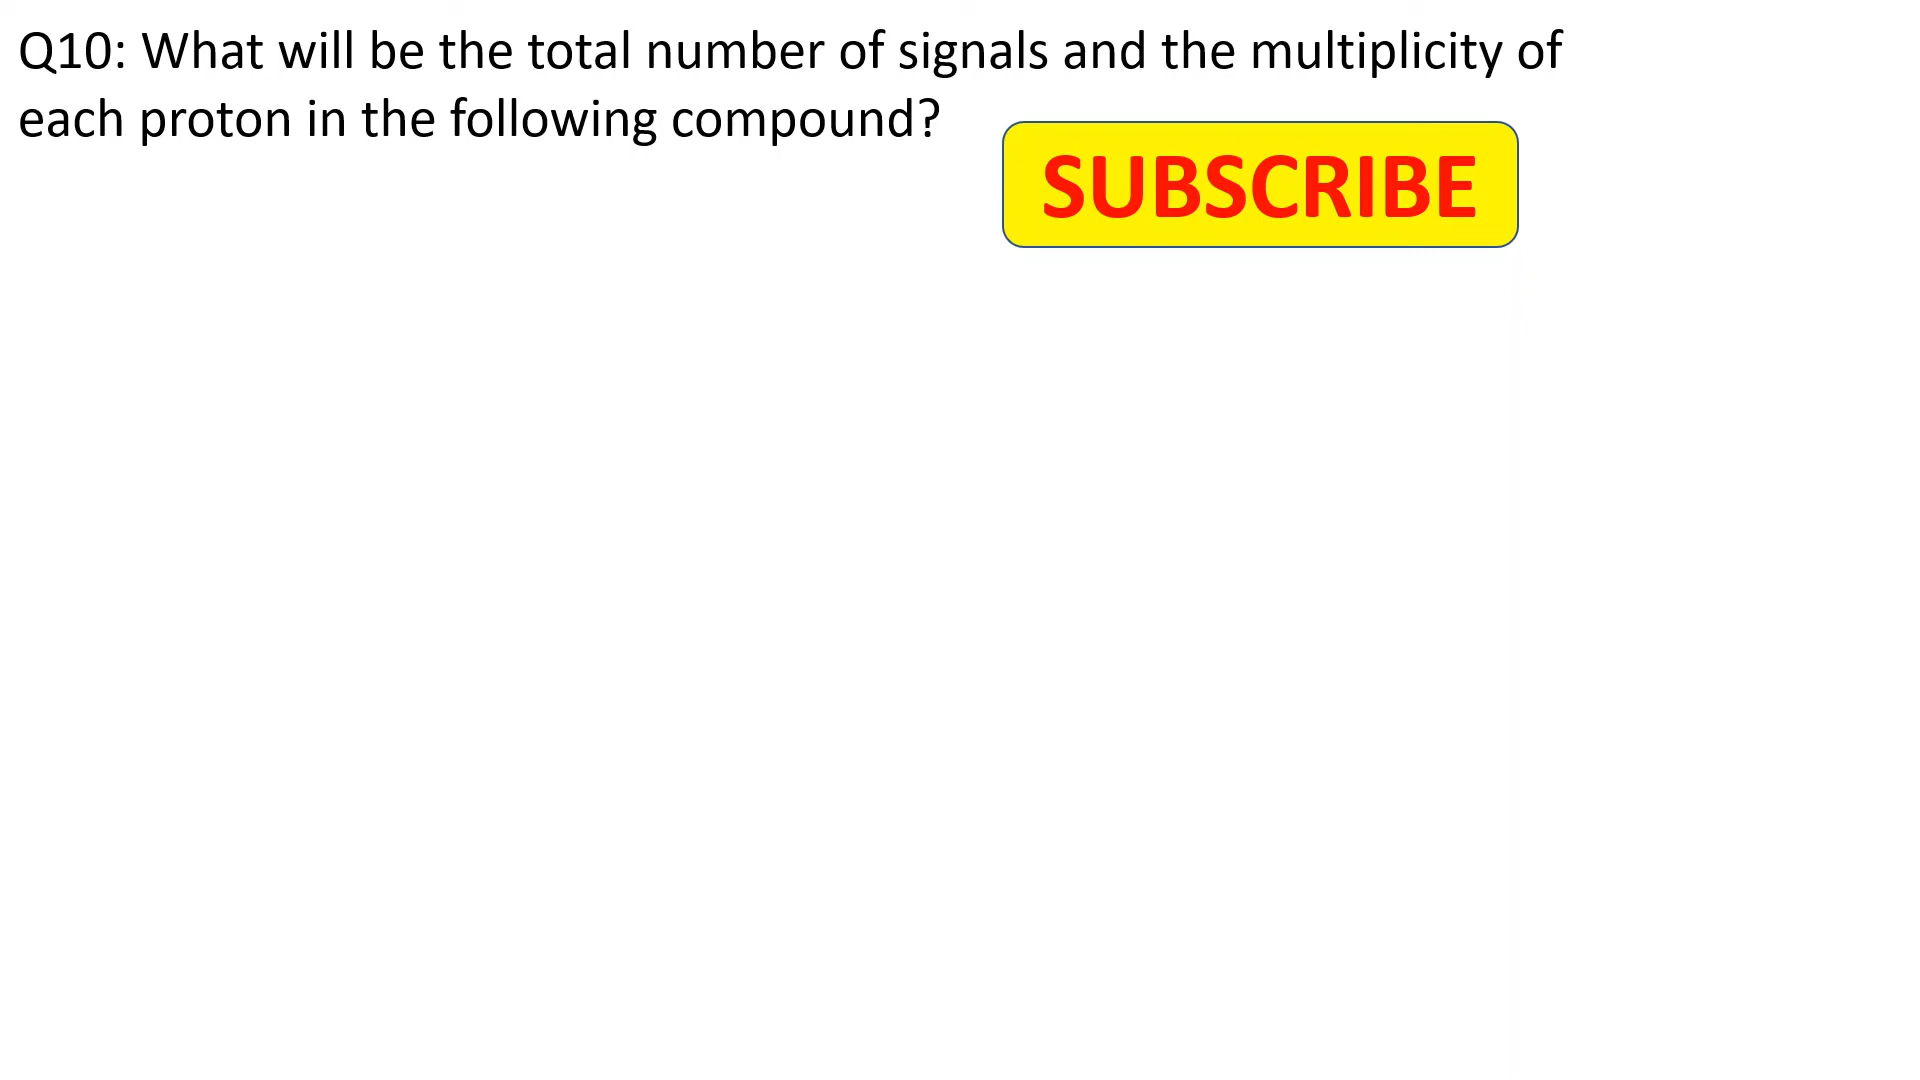 Q10: What will be the total number of signals and the multiplicity of
each proton in the following compound?
SUBSCRIBE